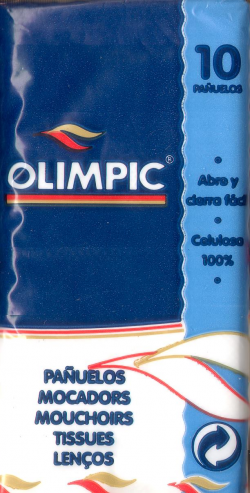 10
PAÑUELOS
OLIMPIC®
Abre y
cierra fácil
Celulosa
100%
PAÑUELOS
MOCADORS
MOUCHOIRS
TISSUES
LENÇOS